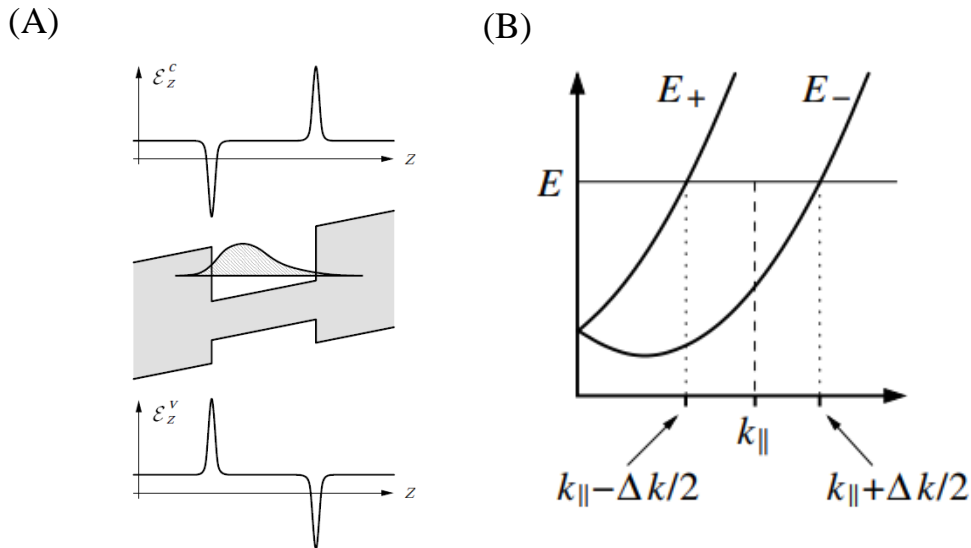 (A)
ℰ_z^c
z
ℰ_z^v
z
(B)
E_+ E_-
E
k_∥
k_∥−Δk/2 k_∥+Δk/2